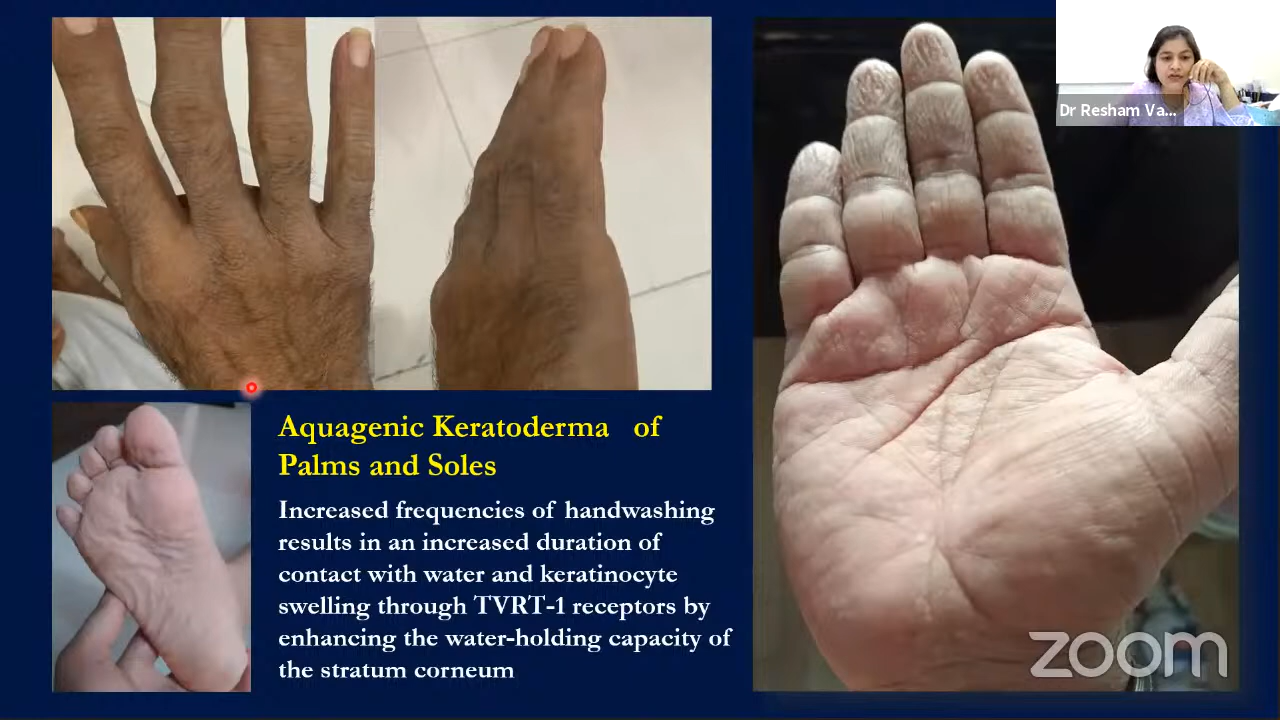 Dr Resham Va...
Aquagenic Keratoderma of
Palms and Soles
Increased frequencies of handwashing
results in an increased duration of
contact with water and keratinocyte
swelling through TVRT-1 receptors by
enhancing the water-holding capacity of
the stratum corneum
zoom